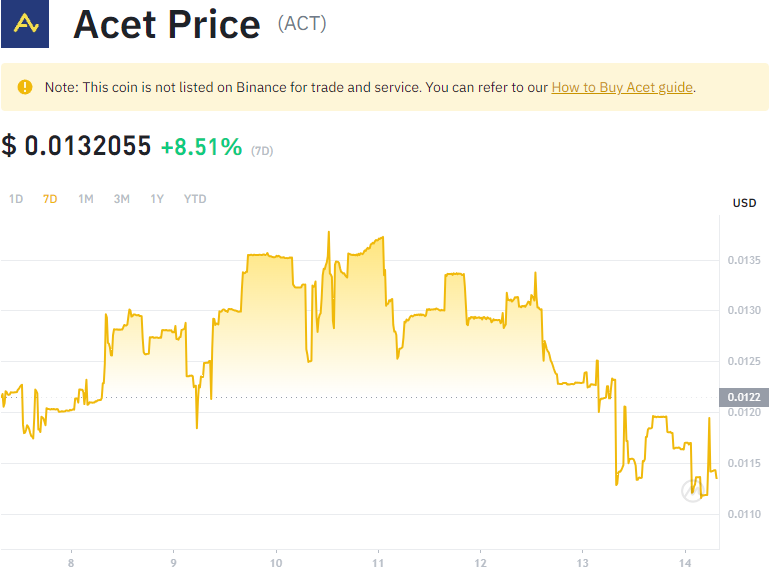 Acet Price (ACT)
Note: This coin is not listed on Binance for trade and service. You can refer to our How to Buy Acet guide.
$ 0.0132055 +8.51% (7D)
1D 7D 1M 3M 1Y YTD
USD
0.0135
0.0130
0.0125
0.0122
0.0120
0.0115
0.0110
8 9 10 11 12 13 14